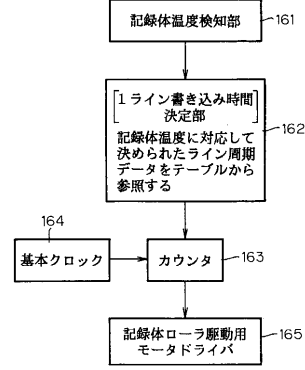 記録体温度検知部
161
[1ライン書き込み時間
決定部]
162
記録体温度に対応して
決められたライン周期
データをテーブルから
参照する
164
基本クロック
カウンタ
163
記録体ローラ駆動用
モータドライバ
165